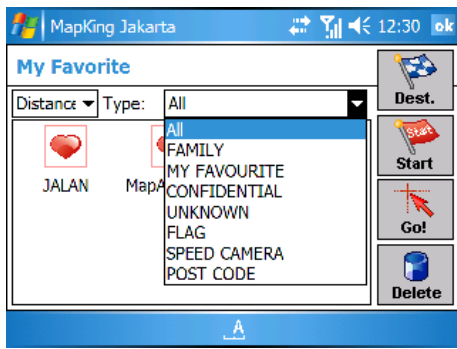 MapKing Jakarta 12:30 ok
My Favorite
Distance Type: All
Dest.
All
FAMILY
MY FAVOURITE
CONFIDENTIAL
UNKNOWN
FLAG
SPEED CAMERA
POST CODE
JALAN MapA
Start
Start
Go!
Delete
A